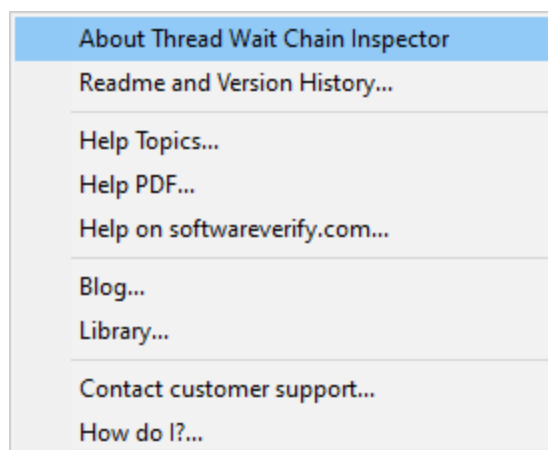 About Thread Wait Chain Inspector
Readme and Version History...
Help Topics...
Help PDF...
Help on softwareverify.com...
Blog...
Library...
Contact customer support...
How do I?...